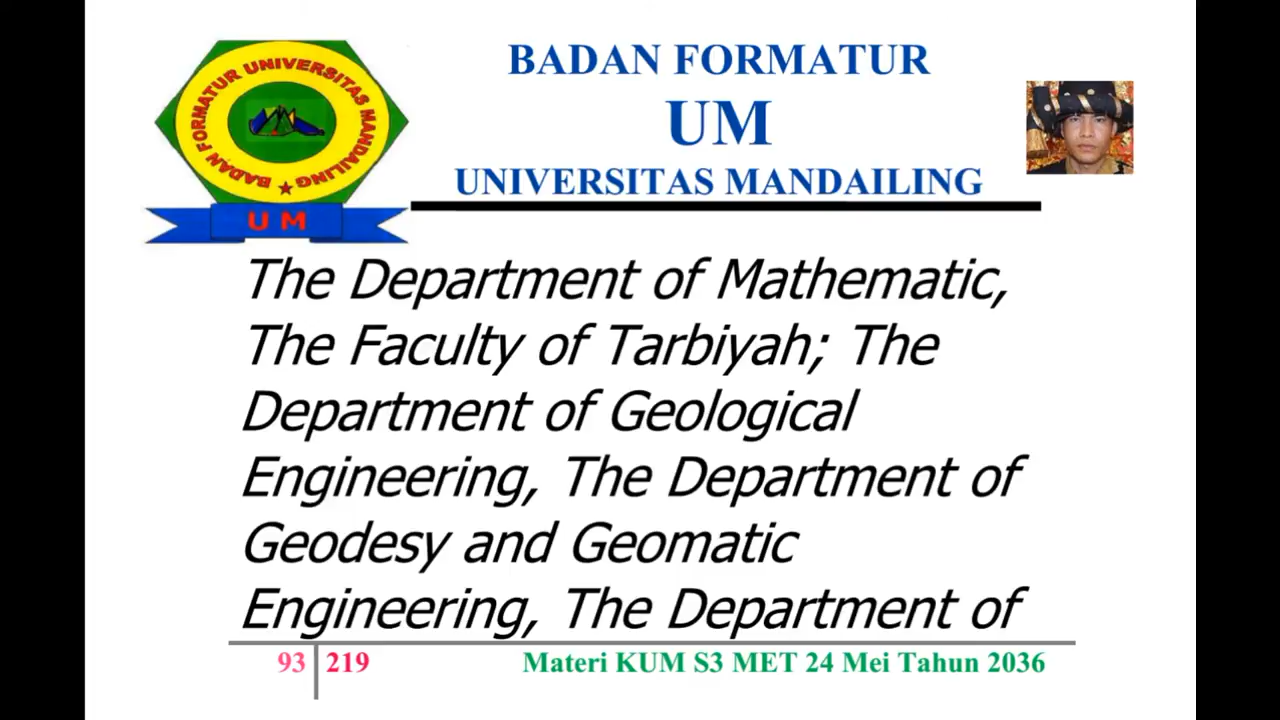 BADAN FORMATUR UNIVERSITAS MANDAILING
U M
BADAN FORMATUR
UM
UNIVERSITAS MANDAILING
The Department of Mathematic,
The Faculty of Tarbiyah; The
Department of Geological
Engineering, The Department of
Geodesy and Geomatic
Engineering, The Department of
93 219 Materi KUM S3 MET 24 Mei Tahun 2036